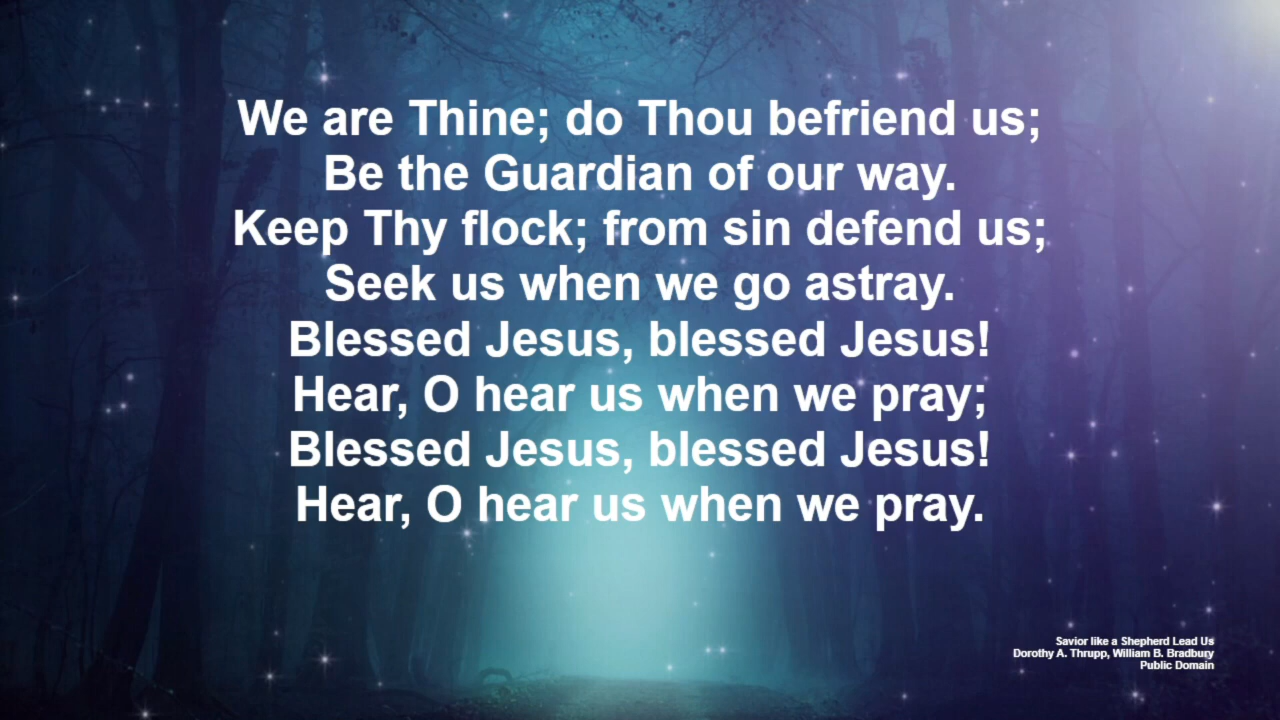 We are Thine; do Thou befriend us;
Be the Guardian of our way.
Keep Thy flock; from sin defend us;
Seek us when we go astray.
Blessed Jesus, blessed Jesus!
Hear, O hear us when we pray;
Blessed Jesus, blessed Jesus!
Hear, O hear us when we pray.
Savior like a Shepherd Lead Us
Dorothy A. Thrupp, William B. Bradbury
Public Domain